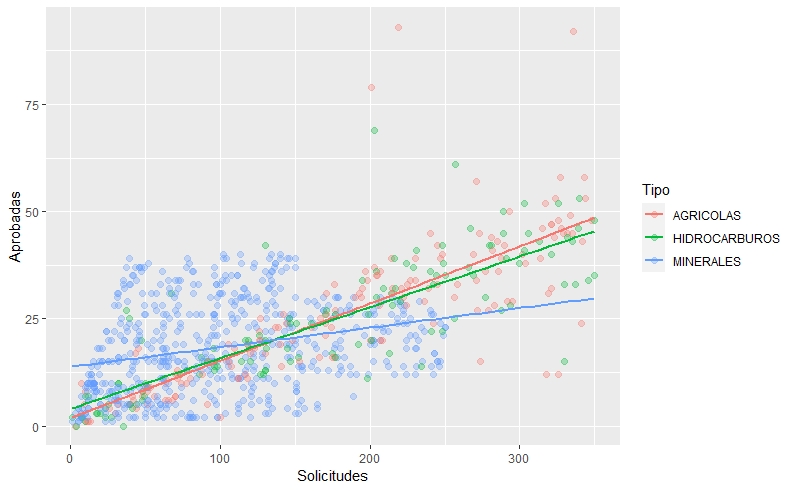 75
50
25
0
Aprobadas
0
100
200
300
Solicitudes
Tipo
AGRICOLAS
HIDROCARBUROS
MINERALES